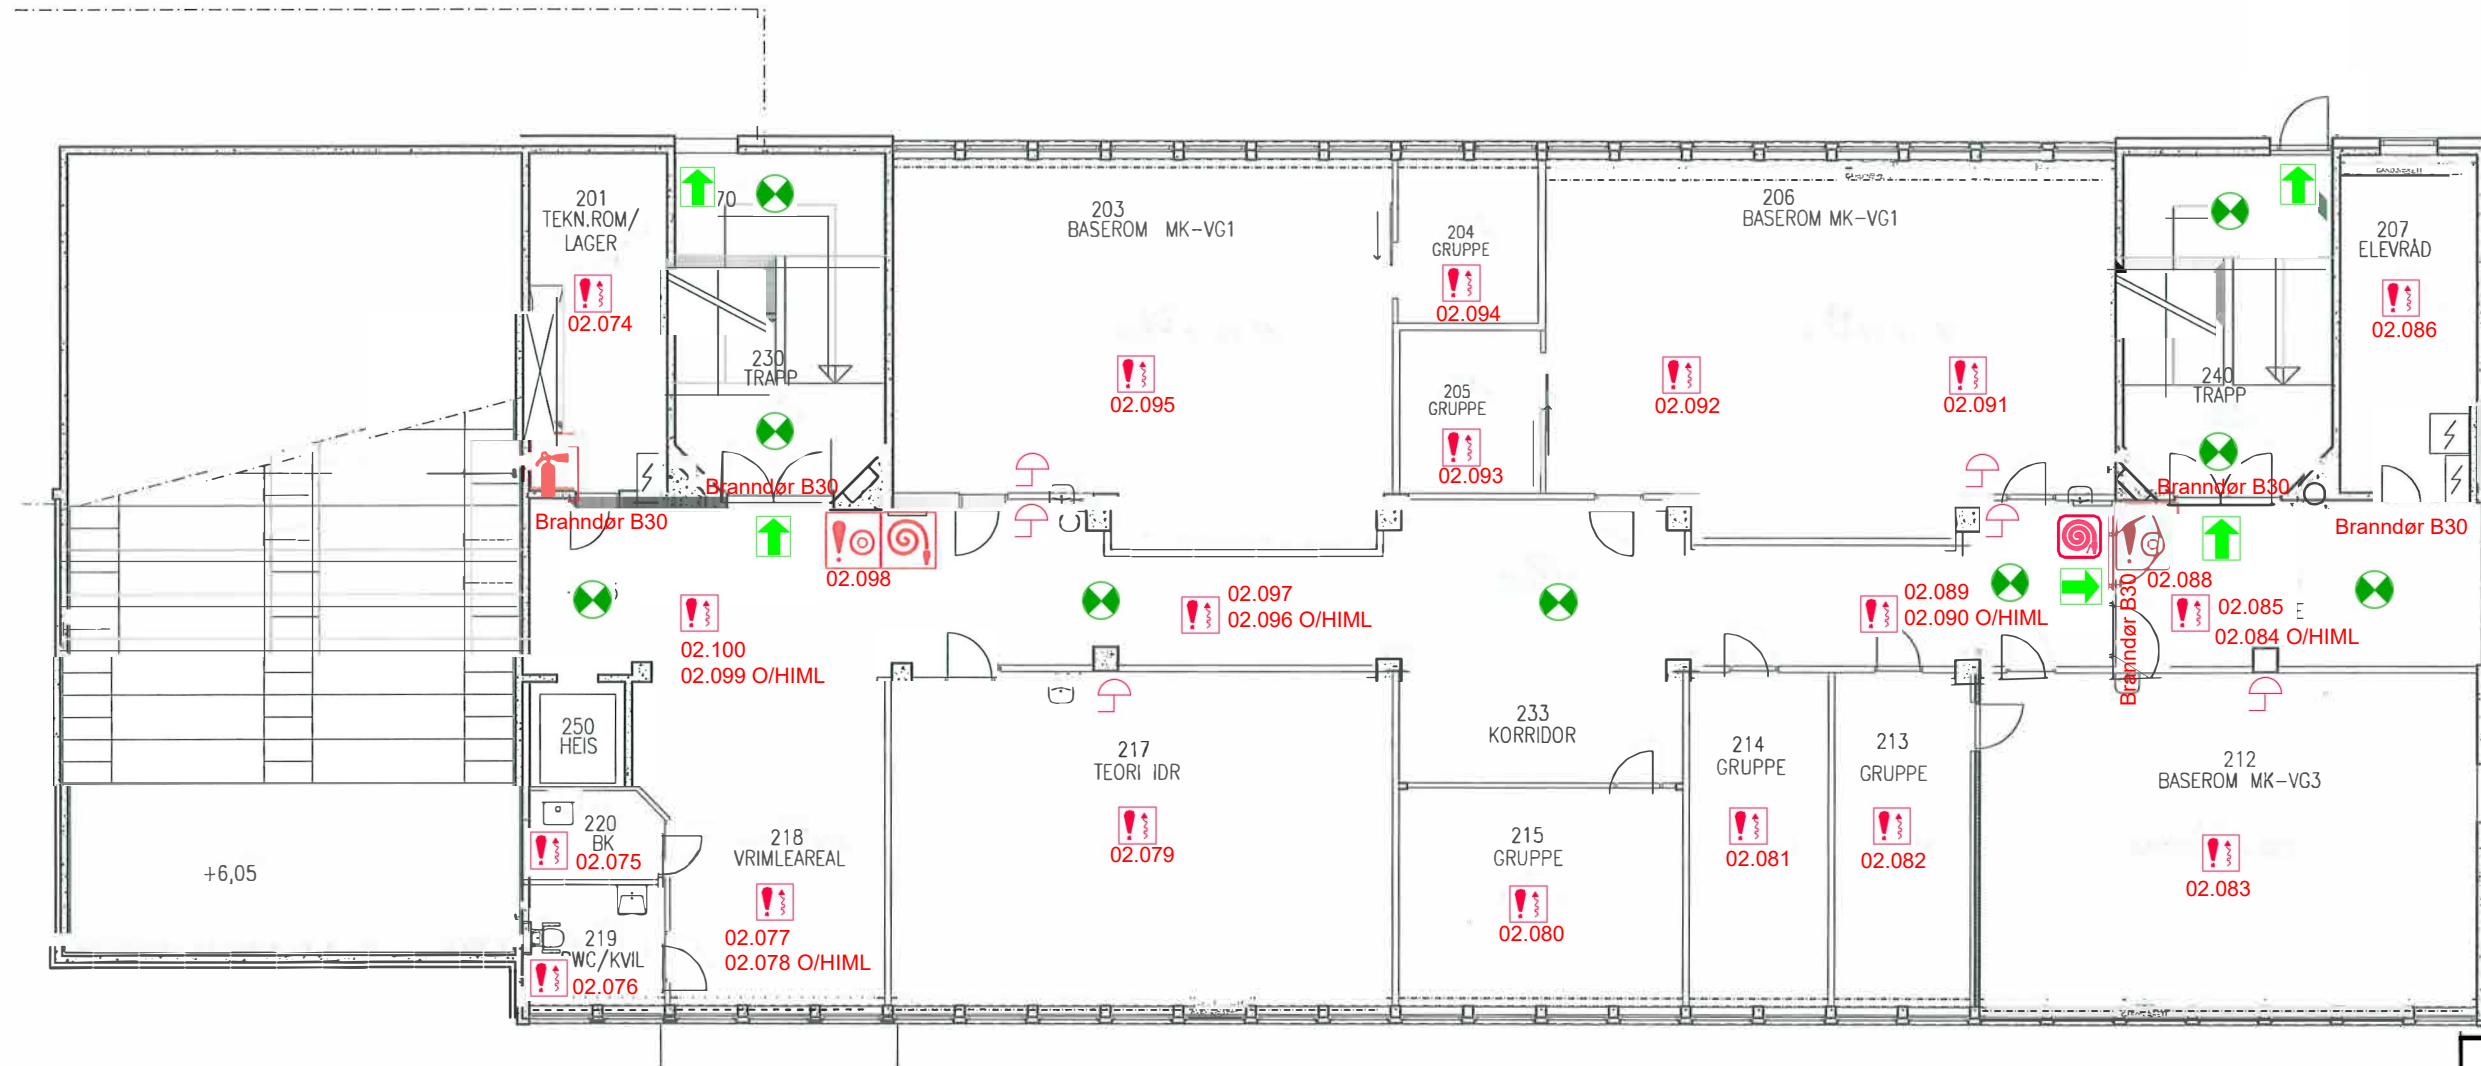 201
TEKN.ROM/
LAGER
02.074
70
230
TRAPP
203
BASEROM MK-VG1
02.095
204
GRUPPE
02.094
205
GRUPPE
02.093
206
BASEROM MK-VG1
02.092
02.091
240
TRAPP
207
ELEVRÅD
02.086
Branndør B30
Branndør B30
Branndør B30
Branndør B30
Branndør B30
02.098
02.100
02.099 O/HIML
02.097
02.096 O/HIML
02.089
02.090 O/HIML
02.088
02.085
02.084 O/HIML
250
HEIS
220
BK
02.075
219
WC/KVIL
02.076
218
VRIMLEAREAL
02.077
02.078 O/HIML
217
TEORI IDR
02.079
233
KORRIDOR
215
GRUPPE
02.080
214
GRUPPE
02.081
213
GRUPPE
02.082
212
BASEROM MK-VG3
02.083
+6,05